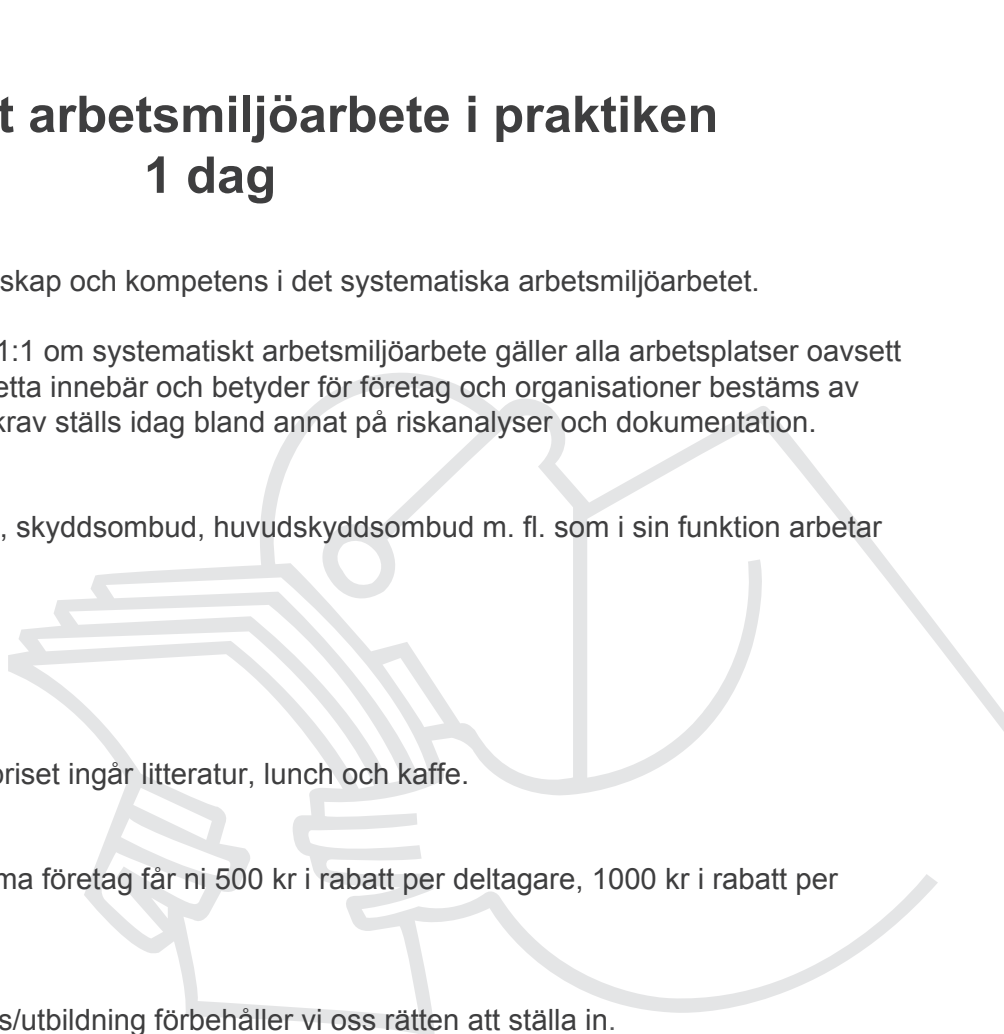 t arbetsmiljöarbete i praktiken
1 dag
skap och kompetens i det systematiska arbetsmiljöarbetet.
1:1 om systematiskt arbetsmiljöarbete gäller alla arbetsplatser oavsett
etta innebär och betyder för företag och organisationer bestäms av
krav ställs idag bland annat på riskanalyser och dokumentation.
, skyddsombud, huvudskyddsombud m. fl. som i sin funktion arbetar
priset ingår litteratur, lunch och kaffe.
ma företag får ni 500 kr i rabatt per deltagare, 1000 kr i rabatt per
s/utbildning förbehåller vi oss rätten att ställa in.